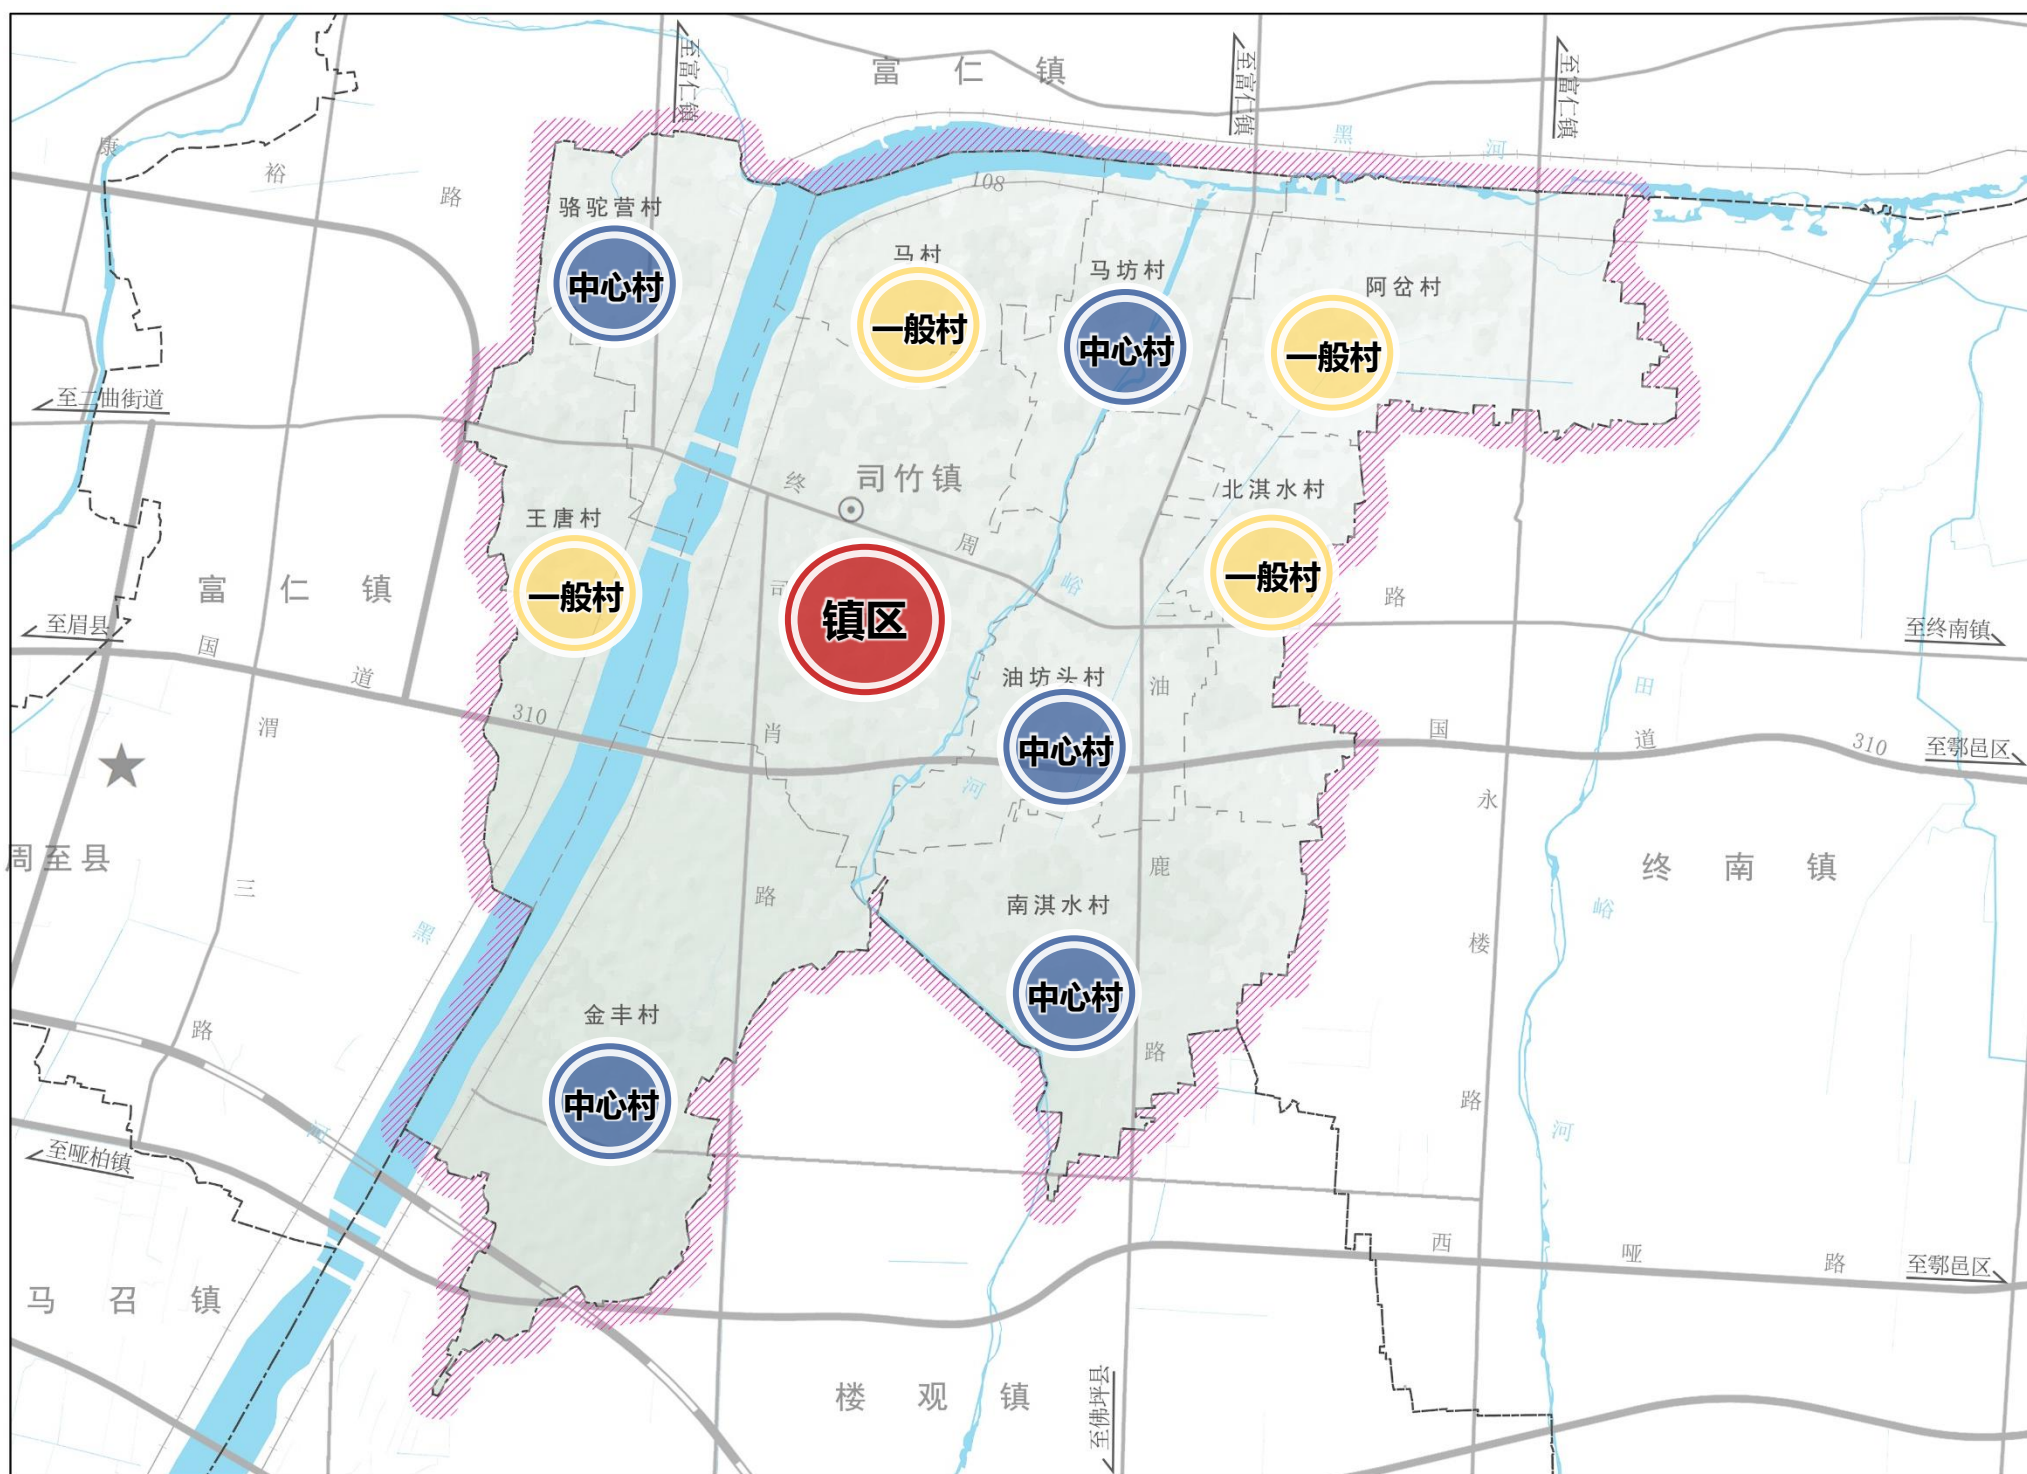 至富仁镇
至富仁镇
至富仁镇
富 仁 镇
黑 河
康 裕 路
108
骆驼营村
中心村
马村
一般村
马坊村
中心村
阿岔村
一般村
至二曲街道
终 周 路
司竹镇
北淇水村
一般村
王唐村
一般村
镇区
司 肖 路
峪 河
三 油 鹿 路
富 仁 镇
至眉县
国 道 310
至终南镇
油坊头村
中心村
国 道 310
至鄠邑区
渭 三 路
周至县
田 峪 河
永 楼 路
终 南 镇
黑 河
南淇水村
中心村
金丰村
中心村
至哑柏镇
西 哑 路
至鄠邑区
马 召 镇
楼 观 镇
至佛坪县